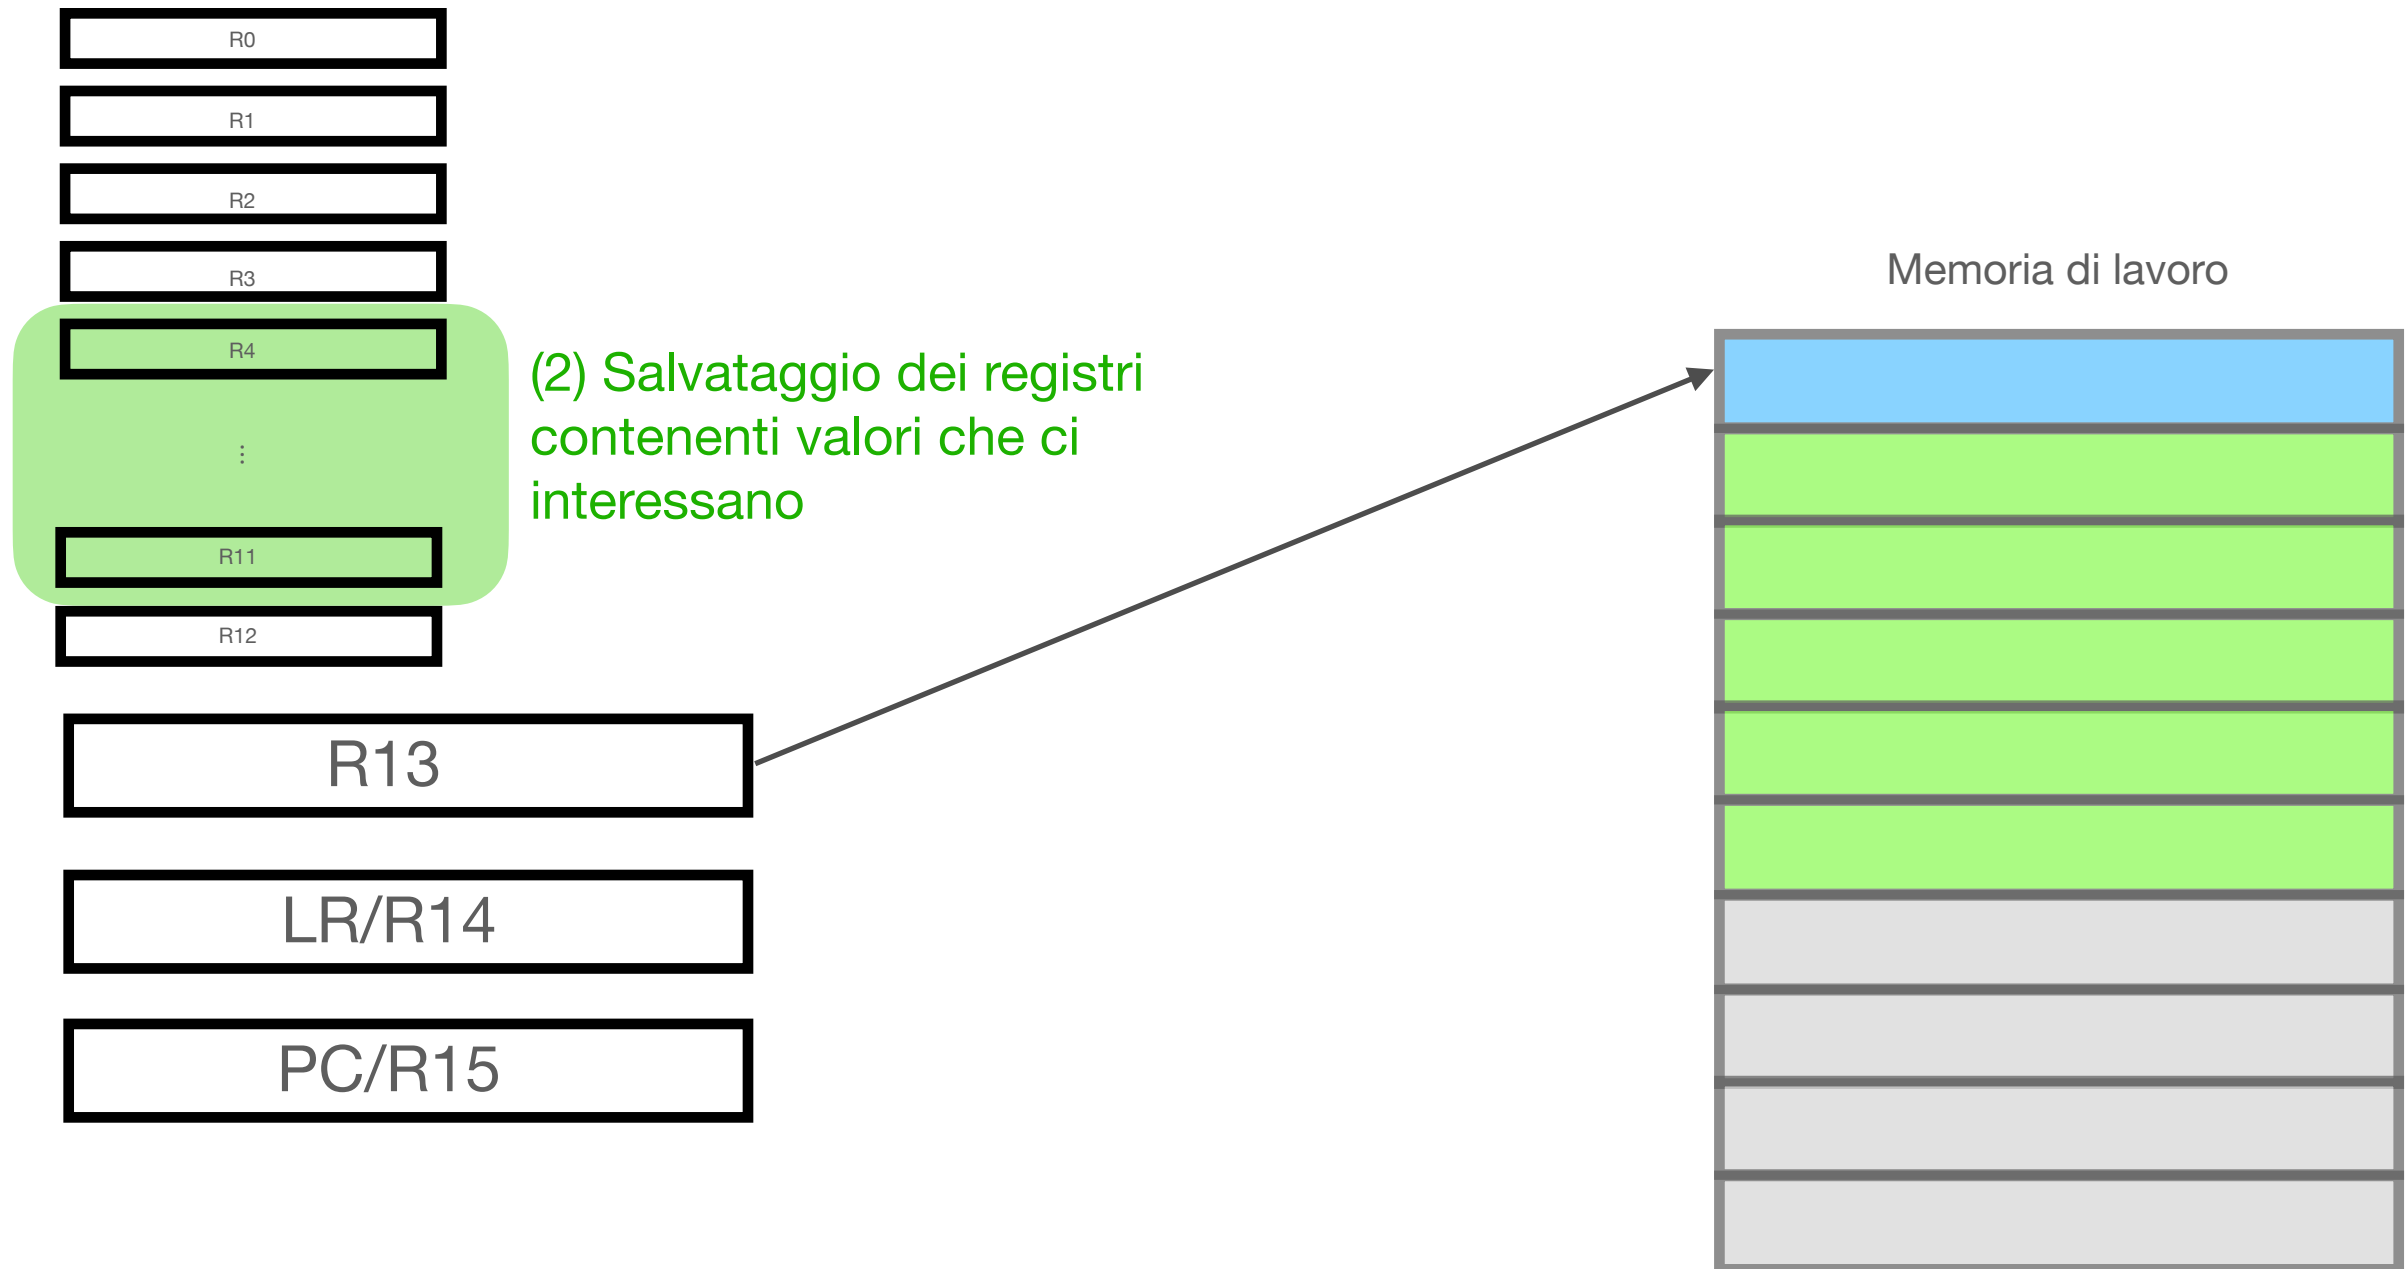 R0
R1
R2
R3
R4
⋮
R11
R12
(2) Salvataggio dei registri
contenenti valori che ci
interessano
R13
LR/R14
PC/R15
Memoria di lavoro